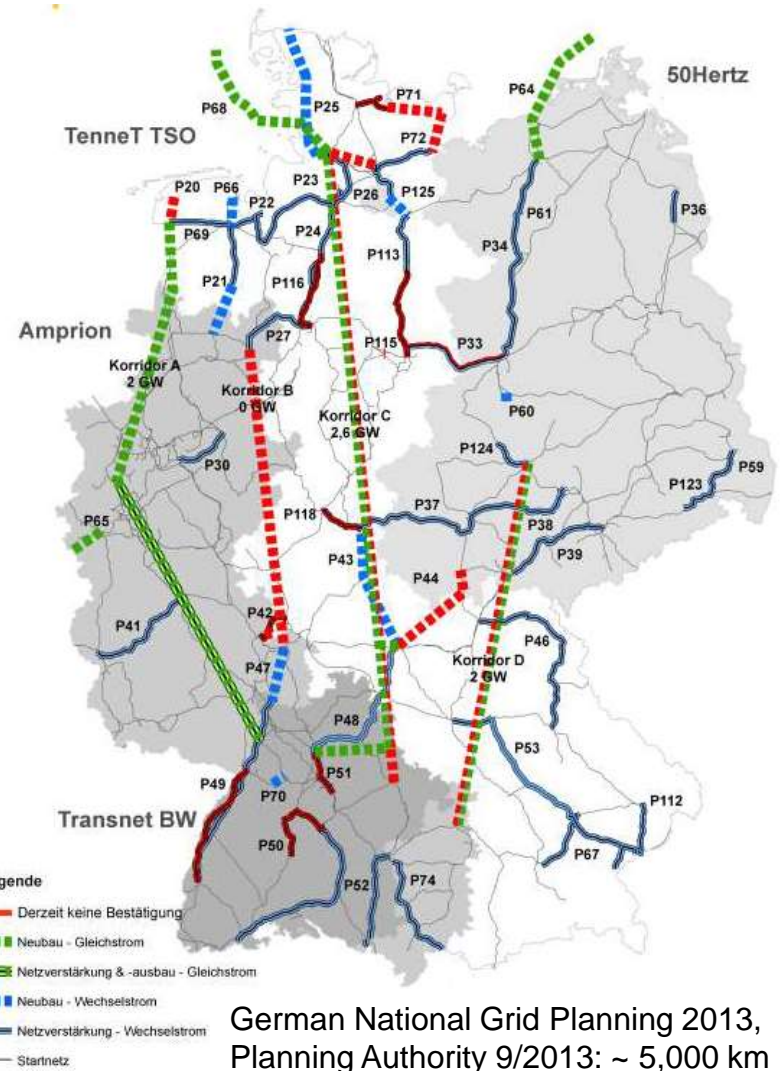 50Hertz
P68
P25
P71
P64
TenneT TSO
P72
P20
P66
P23
P26
P125
P22
P61
P36
P69
P24
P34
P21
P113
P116
Amprion
P27
P115
P33
Korridor A
2 GW
Korridor B
0 GW
Korridor C
2,6 GW
P60
P30
P124
P59
P123
P65
P118
P37
P38
P43
P39
P44
P41
P42
P46
P47
Korridor D
2 GW
P48
P53
P51
P49
P70
P112
Transnet BW
P50
P67
P52
P74
gende
Derzeit keine Bestätigung
Neubau - Gleichstrom
Netzverstärkung & -ausbau - Gleichstrom
Neubau - Wechselstrom
Netzverstärkung - Wechselstrom
Startnetz
German National Grid Planning 2013,
Planning Authority 9/2013: ~ 5,000 km